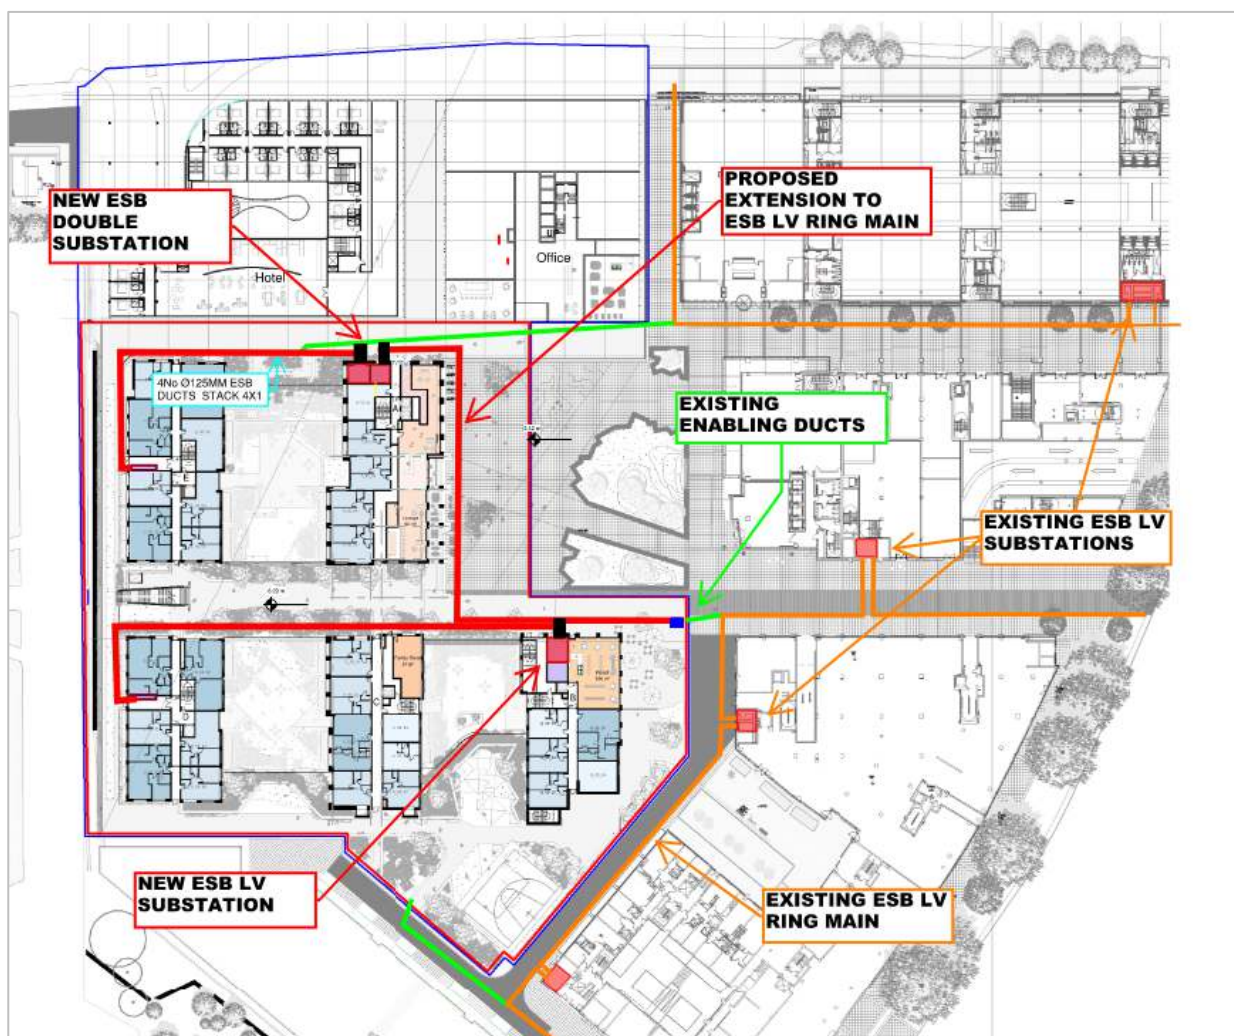 NEW ESB
DOUBLE
SUBSTATION
PROPOSED
EXTENSION TO
ESB LV RING MAIN
Hotel
Office
4No Ø125MM ESB
DUCTS STACK 4X1
EXISTING
ENABLING DUCTS
A
E
EXISTING ESB LV
SUBSTATIONS
C
B
D
NEW ESB LV
SUBSTATION
EXISTING ESB LV
RING MAIN